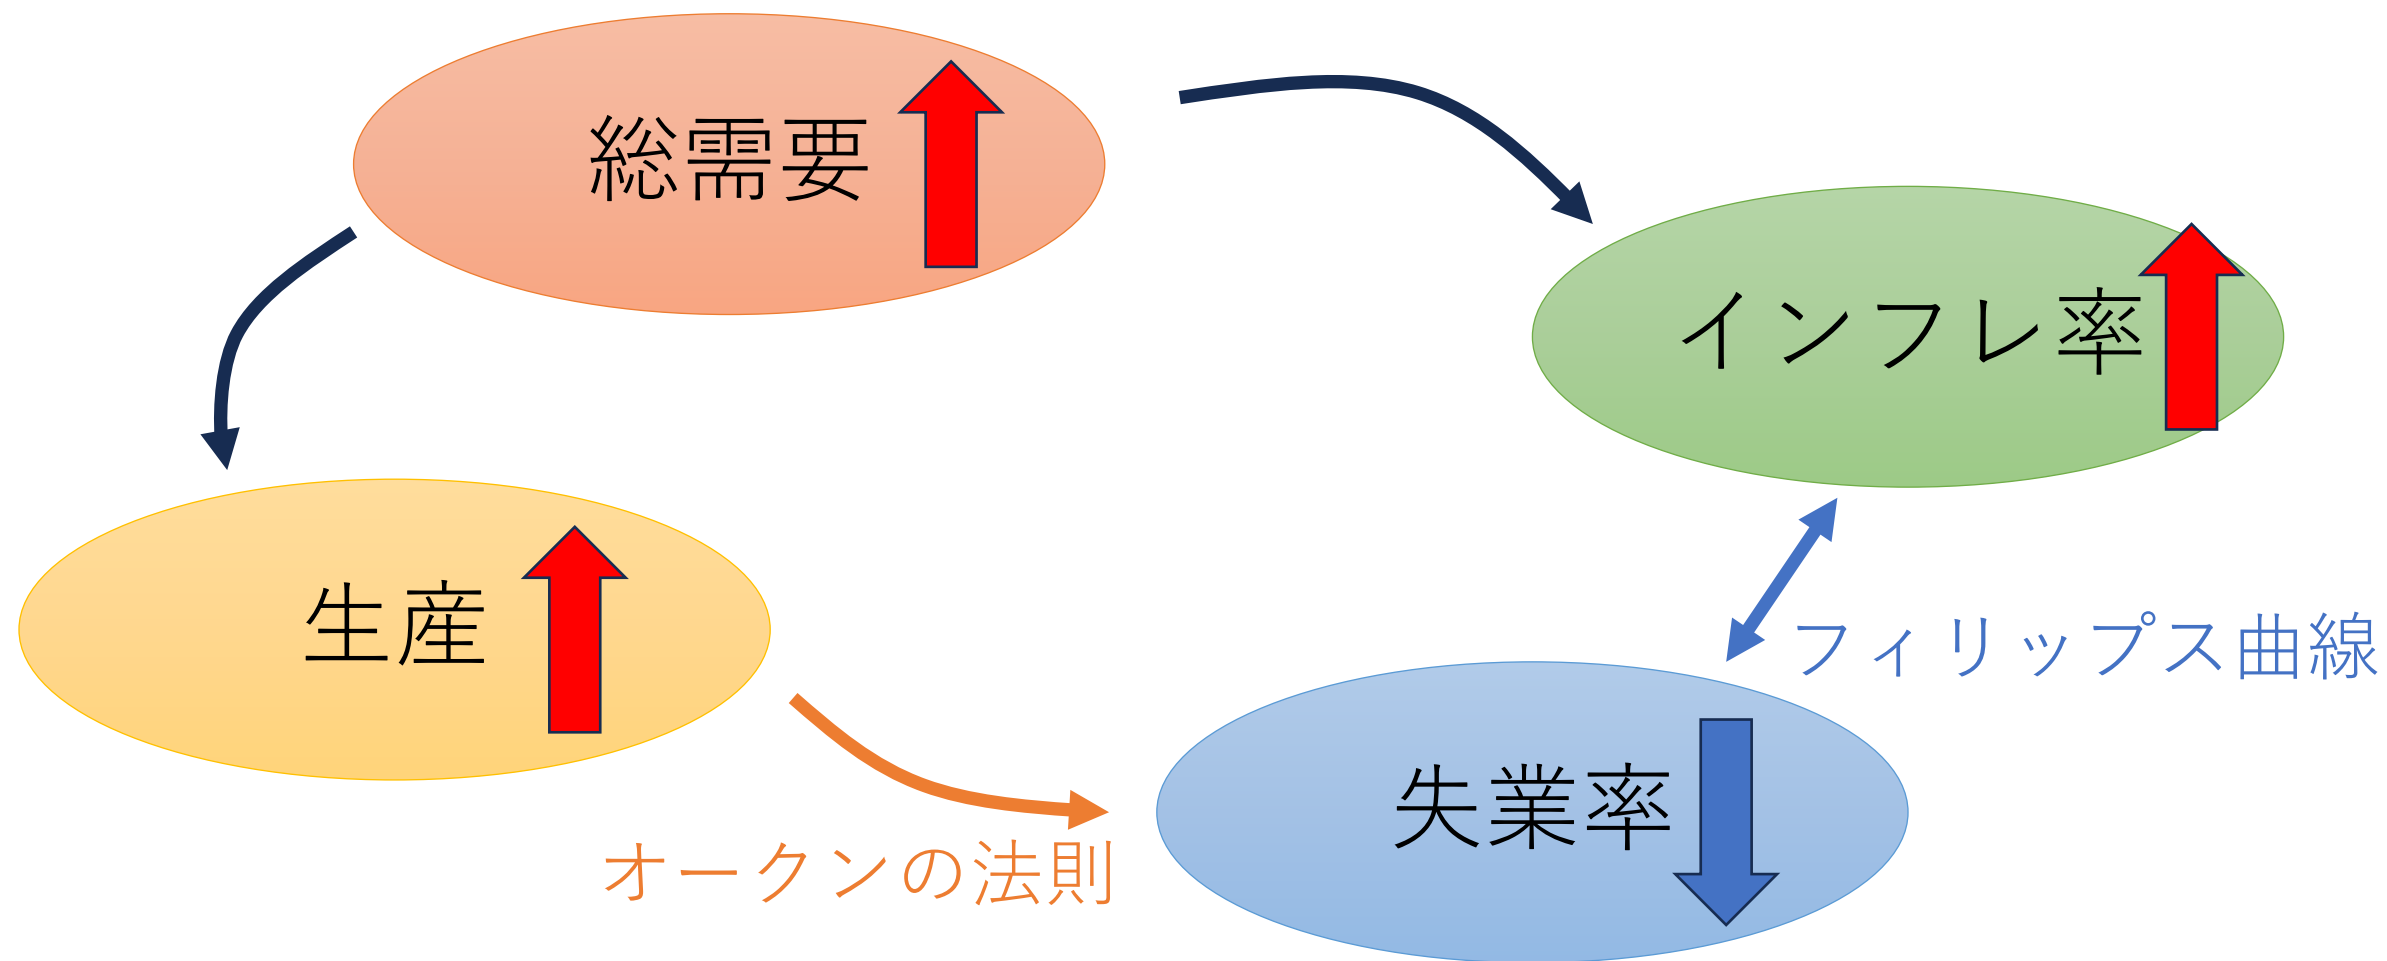 総需要
インフレ率
生産
フィリップス曲線
失業率
オークンの法則